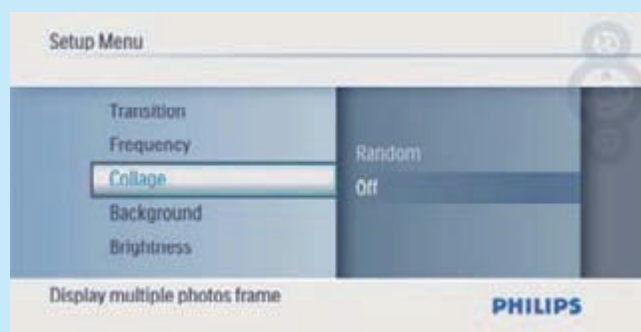 Setup Menu
Transition
Frequency
Collage
Background
Brightness
Random
Off
Display multiple photos frame
PHILIPS